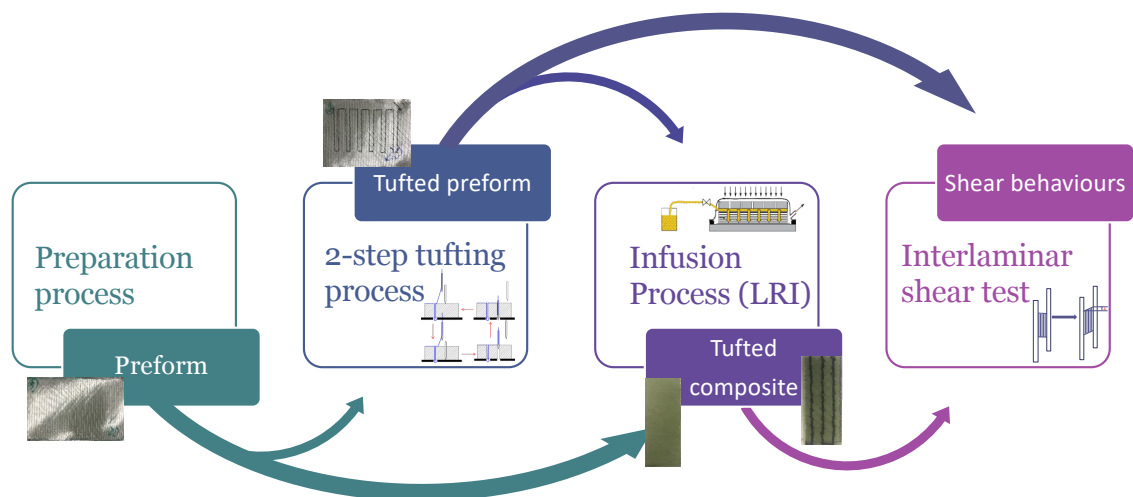 Tufted preform
Shear behaviours
Preparation
process
2-step tufting
process
Infusion
Process (LRI)
Interlaminar
shear test
Preform
Tufted
composite